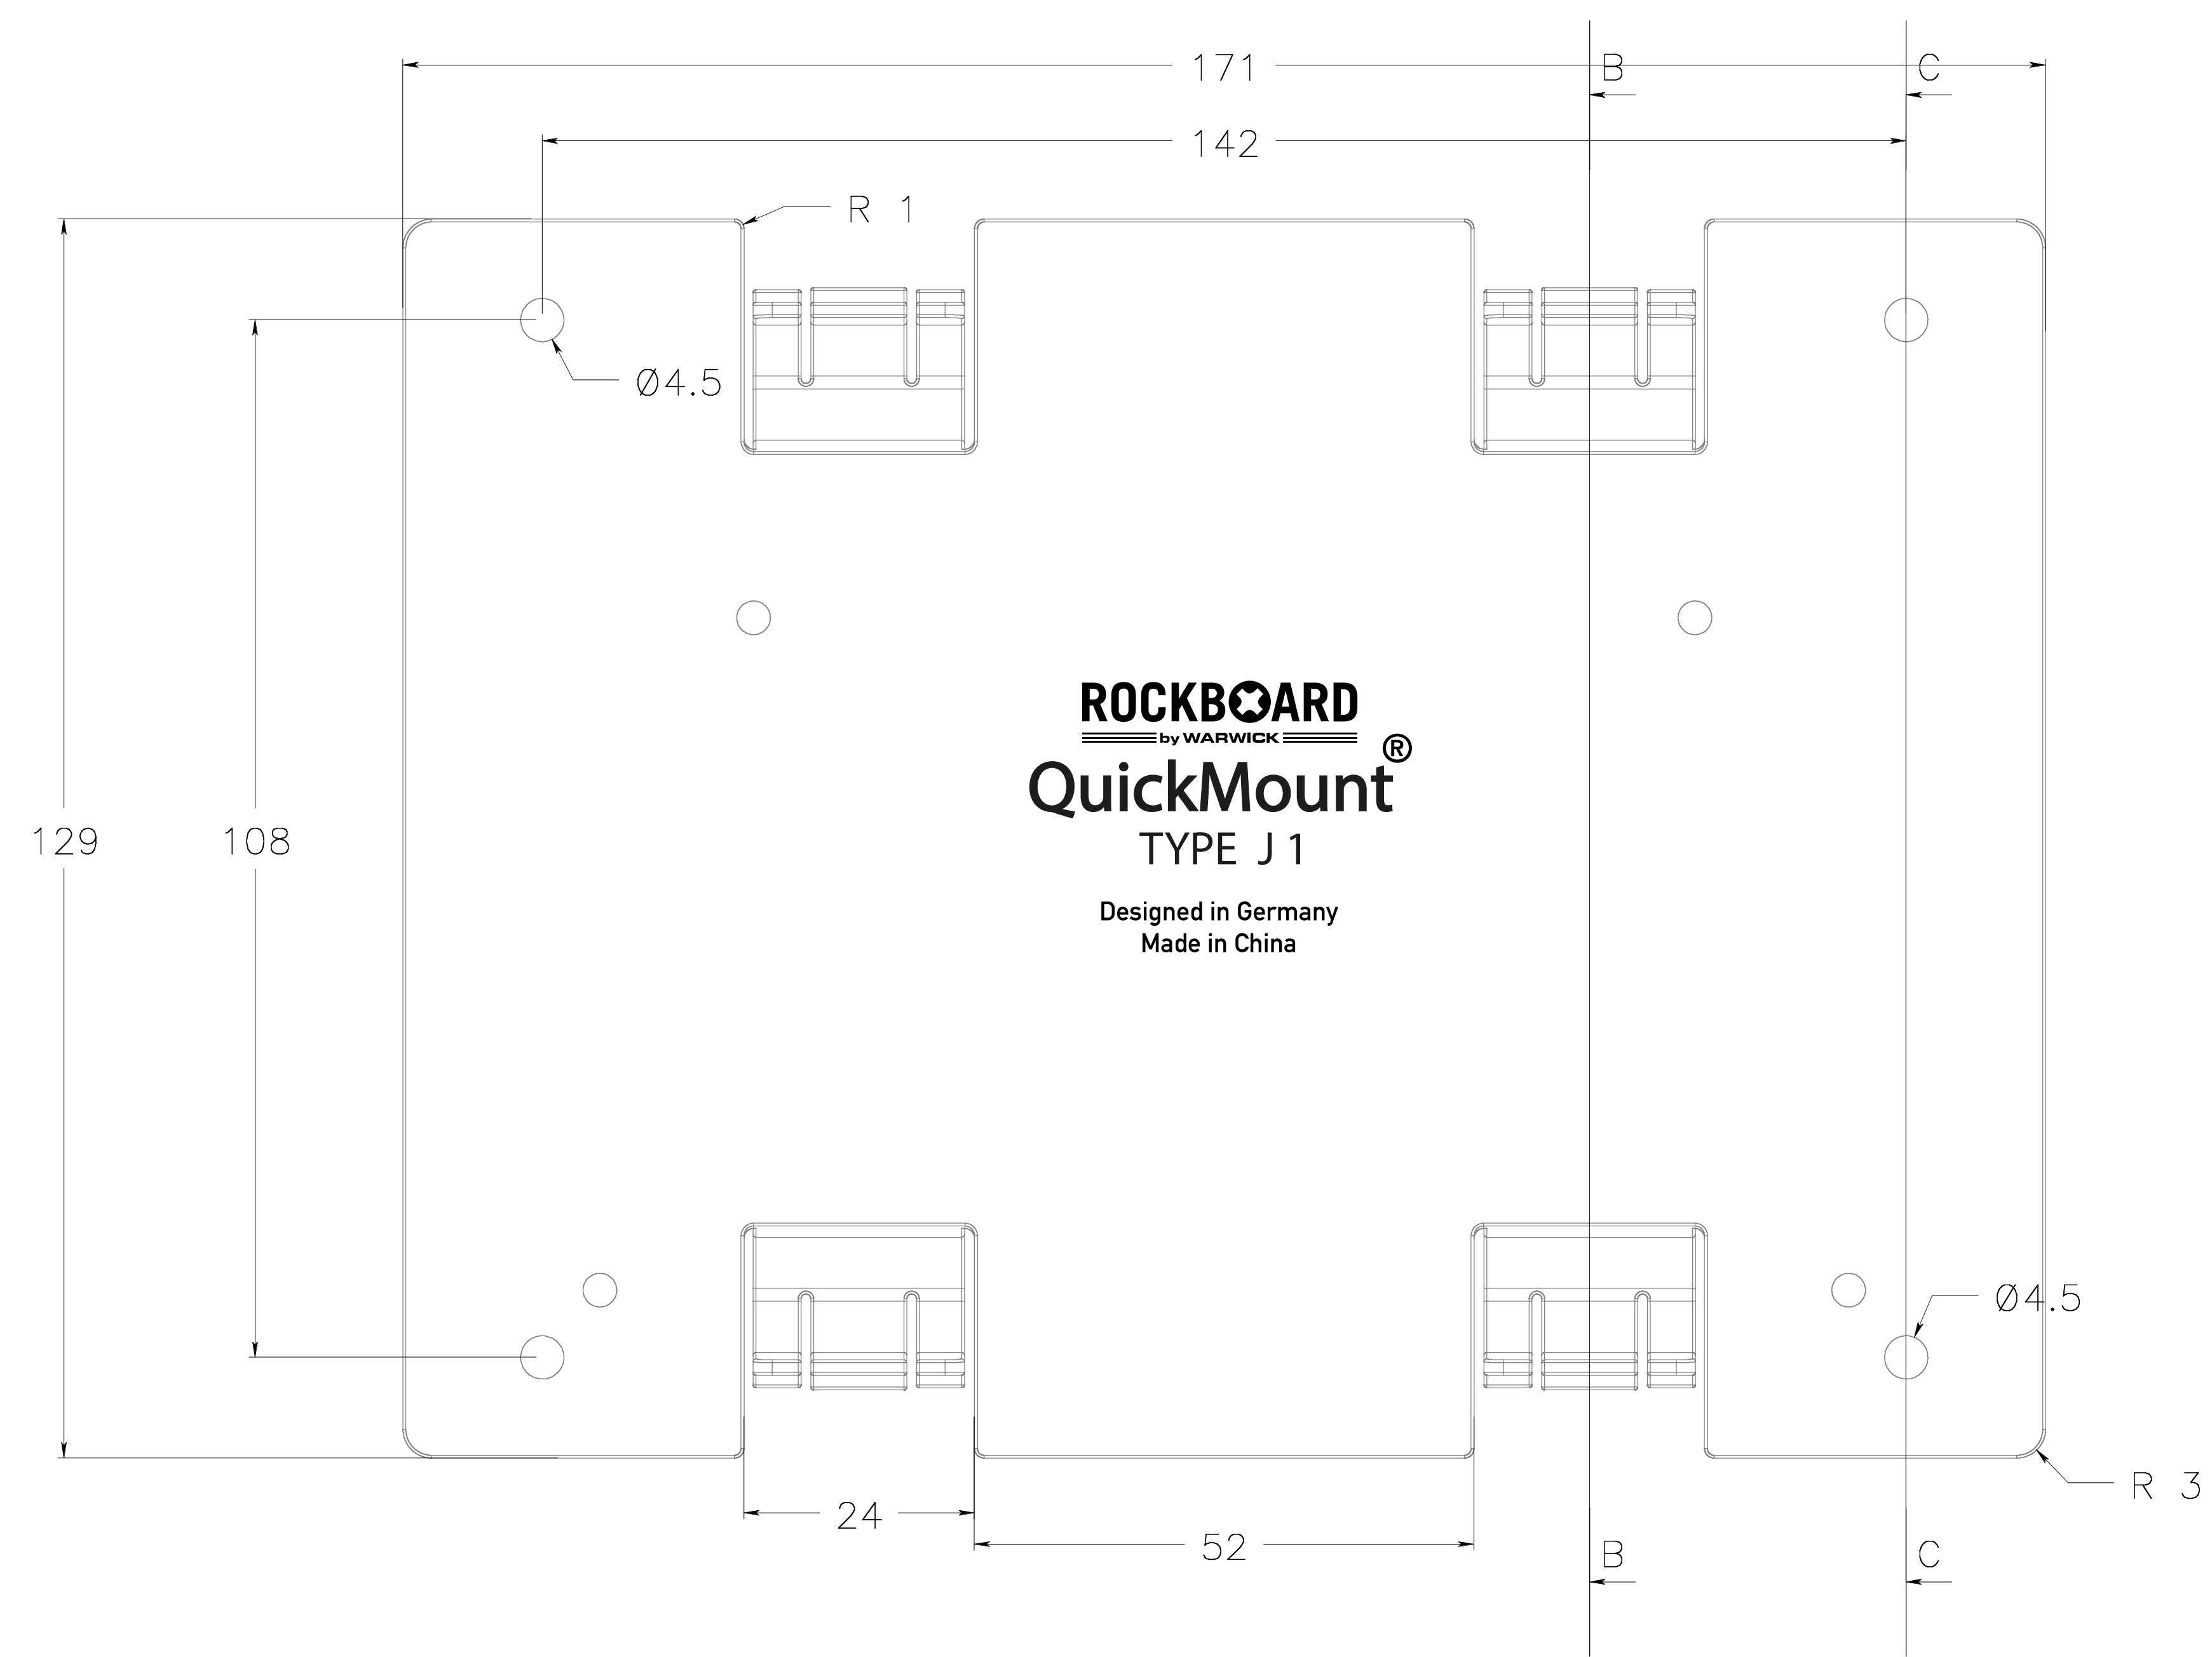 171
B
C
142
R 1
Ø4.5
ROCKBOARD
by WARWICK
QuickMount®
TYPE J 1
129
108
Designed in Germany
Made in China
Ø4.5
R 3
24
52
B
C